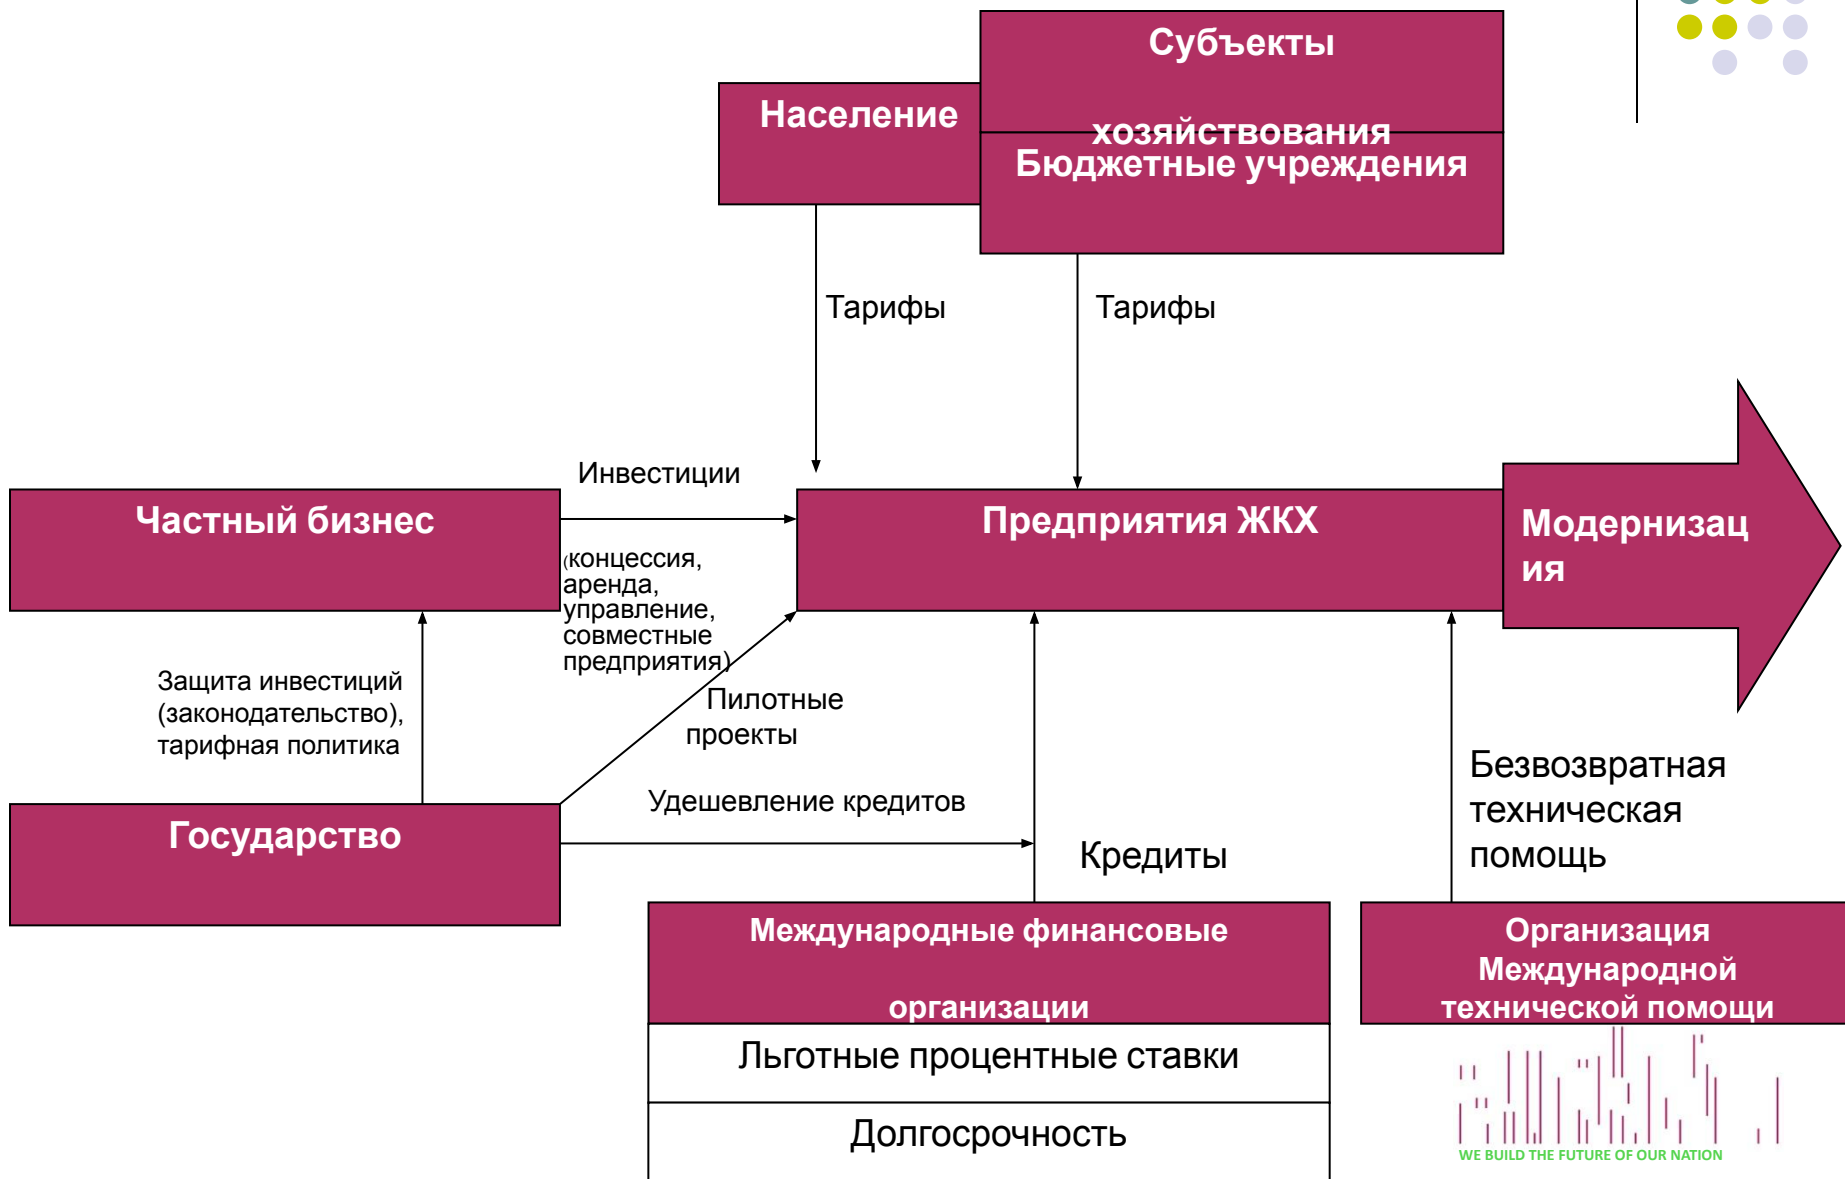 Субъекты
хозяйствования
Население
Бюджетные учреждения
Тарифы
Тарифы
Инвестиции
Частный бизнес
Предприятия ЖКХ
Модернизац
ия
(концессия,
аренда,
управление,
совместные
предприятия)
Защита инвестиций
(законодательство),
тарифная политика
Пилотные
проекты
Безвозвратная
техническая
помощь
Удешевление кредитов
Государство
Кредиты
Международные финансовые
организации
Льготные процентные ставки
Долгосрочность
Организация
Международной
технической помощи
WE BUILD THE FUTURE OF OUR NATION